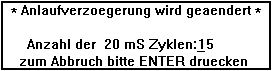 * Anlaufverzoegerung wird geaendert *
Anzahl der 20 mS Zyklen:15
zum Abbruch bitte ENTER druecken